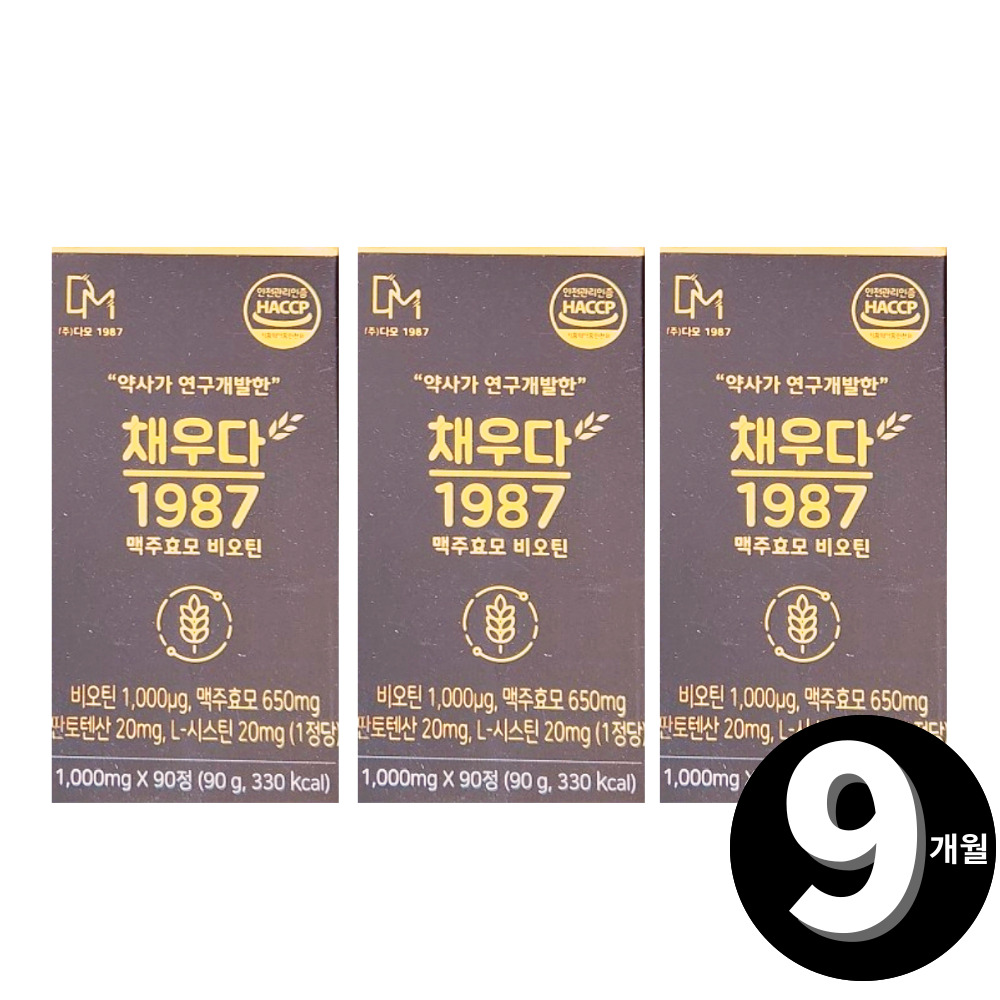 DM
(주)다모 1987
안전관리인증
HACCP
"약사가 연구개발한"
채우다
1987
맥주효모 비오틴
비오틴 1,000μg, 맥주효모 650mg
판토텐산 20mg, L-시스틴 20mg (1정당)
1,000mg X 90정 (90 g, 330 kcal)
DM
(주)다모 1987
안전관리인증
HACCP
"약사가 연구개발한"
채우다
1987
맥주효모 비오틴
비오틴 1,000μg, 맥주효모 650mg
판토텐산 20mg, L-시스틴 20mg (1정당)
1,000mg X 90정 (90 g, 330 kcal)
DM
(주)다모 1987
안전관리인증
HACCP
"약사가 연구개발한"
채우다
1987
맥주효모 비오틴
비오틴 1,000μg, 맥주효모 650mg
판토텐산 20mg,
1,000mg X
9개월